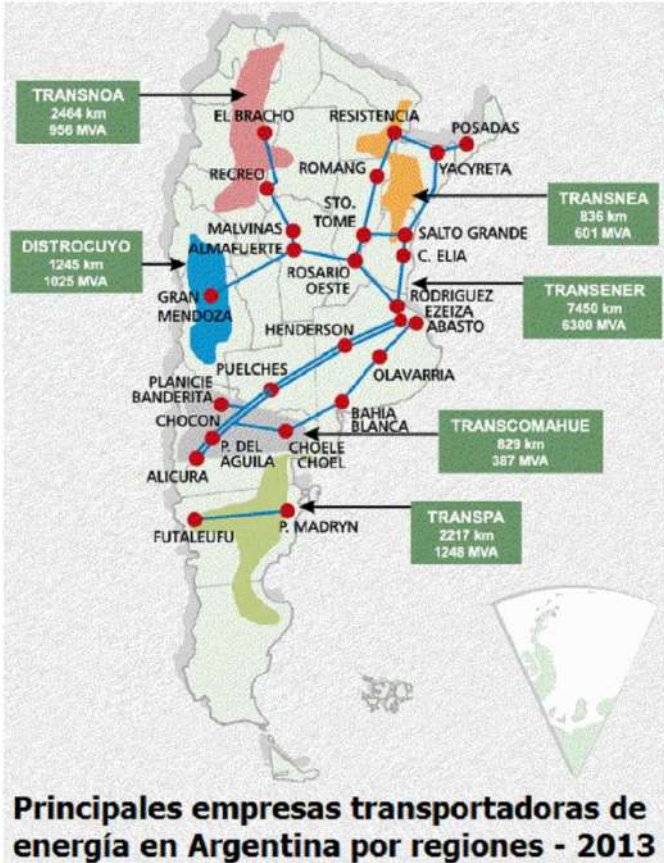 TRANSNOA
2464 km
956 MVA
EL BRACHO
RESISTENCIA
POSADAS
ROMANG
YACYRETA
RECREO
STO.
TOME
TRANSNEA
836 km
601 MVA
MALVINAS
ALMAFUERTE
SALTO GRANDE
DISTROCUYO
1245 km
1025 MVA
C. ELIA
ROSARIO
OESTE
GRAN
MENDOZA
RODRIGUEZ
EZEIZA
ABASTO
TRANSENER
7450 km
6300 MVA
HENDERSON
PUELCHES
OLAVARRIA
PLANICIE
BANDERITA
BAHIA
BLANCA
CHOCON
TRANSCOMAHUE
829 km
387 MVA
P. DEL
AGUILA
CHOELE
CHOEL
ALICURA
TRANSPA
2217 km
1248 MVA
FUTALEUFU
P. MADRYN
Principales empresas transportadoras de
energía en Argentina por regiones - 2013